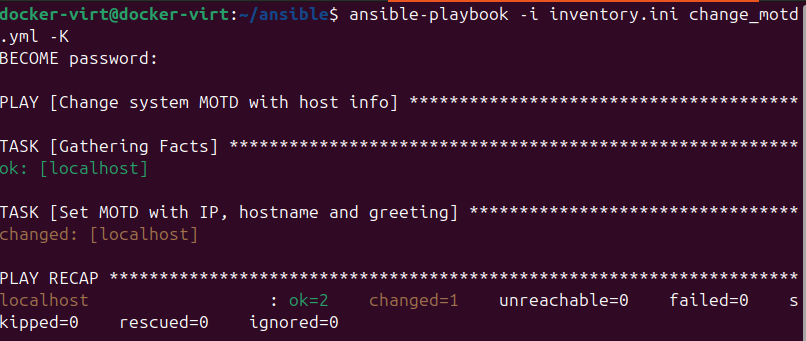 docker-virt@docker-virt:~/ansible$ ansible-playbook -i inventory.ini change_motd
.yml -K
BECOME password:
PLAY [Change system MOTD with host info] ***************************************
TASK [Gathering Facts] *********************************************************
ok: [localhost]
TASK [Set MOTD with IP, hostname and greeting] *********************************
changed: [localhost]
PLAY RECAP *********************************************************************
localhost                  : ok=2    changed=1    unreachable=0    failed=0    s
kipped=0    rescued=0    ignored=0